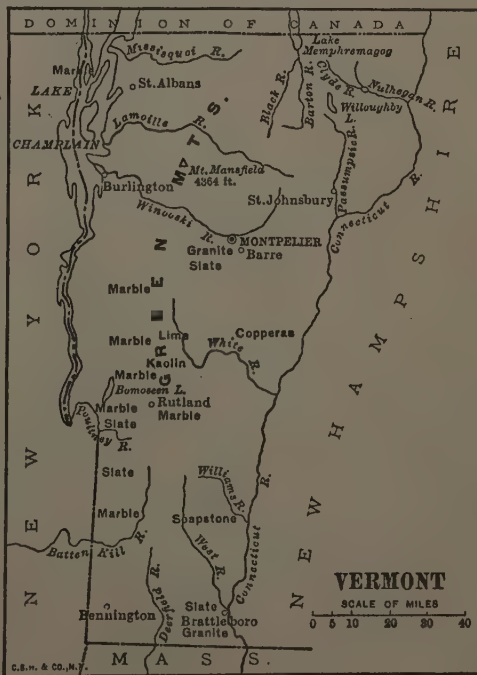 DOMINION OF CANADA
Lake
Memphremagog
Missisquoi R.
Marble
LAKE
St. Albans
Black R.
Barton R.
Clyde R.
Nulhegan R.
Willoughby
L.
CHAMPLAIN
Lamoille R.
Mt. Mansfield
4364 ft.
Burlington
St. Johnsbury
Passumpsic R.
Connecticut R.
Winooski R.
MONTPELIER
Barre
Granite
Slate
Marble
Marble
Lime
Copperas
White R.
Kaolin
Marble
Bomoseen L.
Rutland
Marble
Marble
Slate
Poultney R.
GREEN MTS.
NEW YORK
NEW HAMPSHIRE
Slate
Williams R.
Marble
Soapstone
West R.
Connecticut R.
Batten Kill R.
Deerfield R.
Bennington
Slate
Brattleboro
Granite
MASS.
VERMONT
SCALE OF MILES
0 5 10 20 30 40
C.S.H. & CO., N.Y.